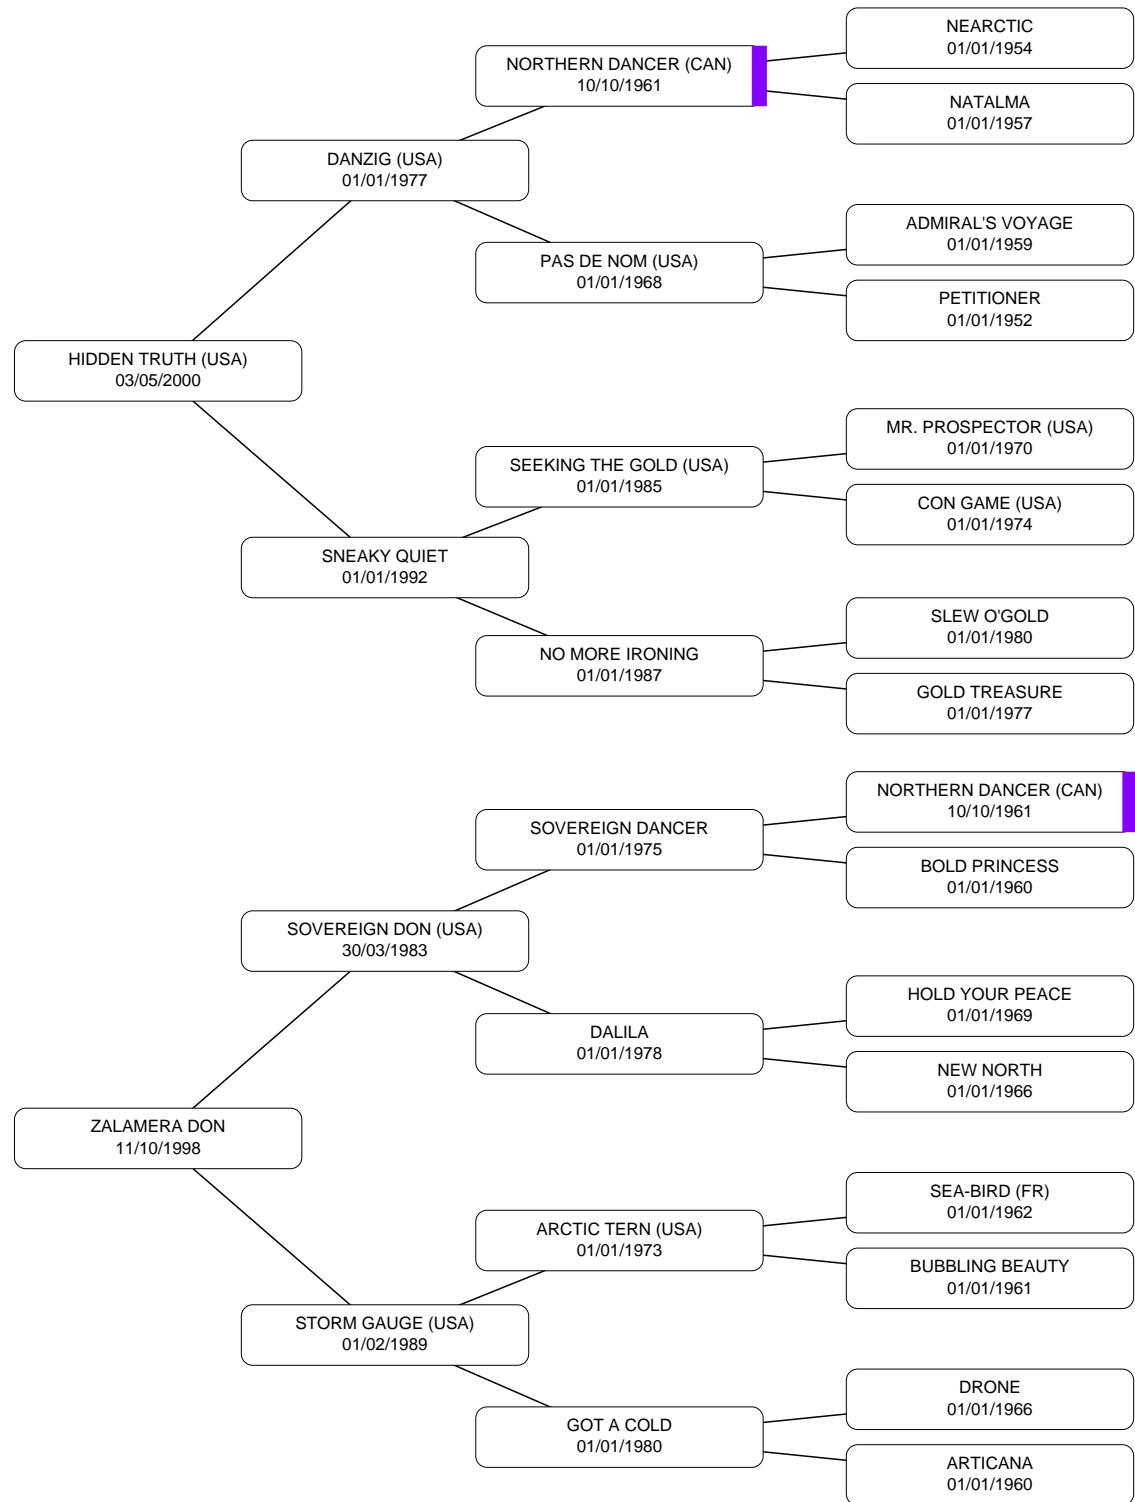 NEARCTIC
01/01/1954
NORTHERN DANCER (CAN)
10/10/1961
NATALMA
01/01/1957
DANZIG (USA)
01/01/1977
ADMIRAL'S VOYAGE
01/01/1959
PAS DE NOM (USA)
01/01/1968
PETITIONER
01/01/1952
HIDDEN TRUTH (USA)
03/05/2000
MR. PROSPECTOR (USA)
01/01/1970
SEEKING THE GOLD (USA)
01/01/1985
CON GAME (USA)
01/01/1974
SNEAKY QUIET
01/01/1992
SLEW O'GOLD
01/01/1980
NO MORE IRONING
01/01/1987
GOLD TREASURE
01/01/1977
NORTHERN DANCER (CAN)
10/10/1961
SOVEREIGN DANCER
01/01/1975
BOLD PRINCESS
01/01/1960
SOVEREIGN DON (USA)
30/03/1983
HOLD YOUR PEACE
01/01/1969
DALILA
01/01/1978
NEW NORTH
01/01/1966
ZALAMERA DON
11/10/1998
SEA-BIRD (FR)
01/01/1962
ARCTIC TERN (USA)
01/01/1973
BUBBLING BEAUTY
01/01/1961
STORM GAUGE (USA)
01/02/1989
DRONE
01/01/1966
GOT A COLD
01/01/1980
ARTICANA
01/01/1960